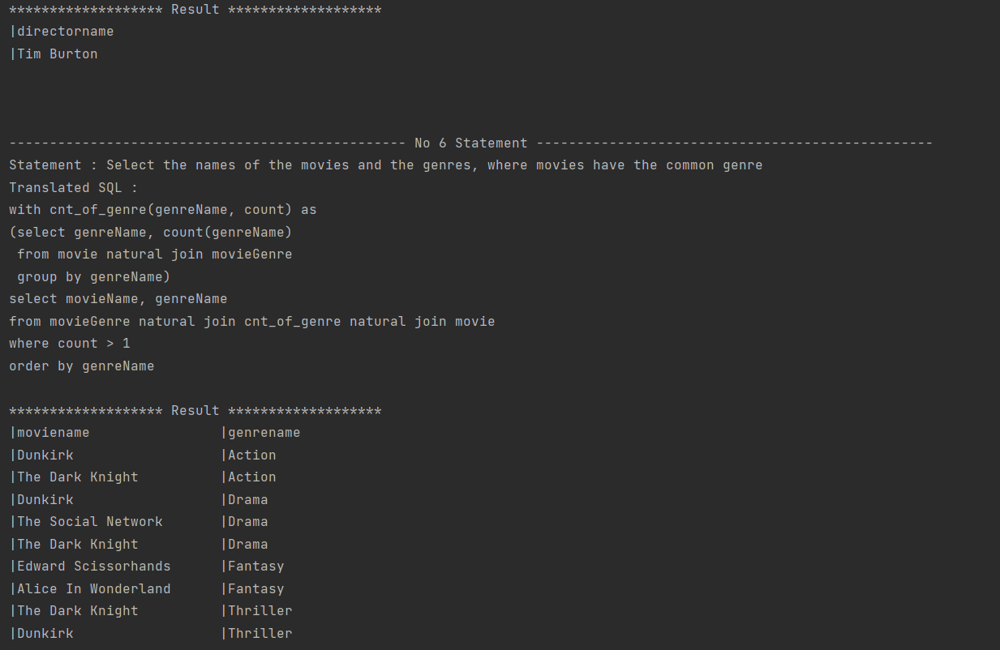 ******************* Result *******************
|directorname
|Tim Burton
------------------------------------------------- No 6 Statement -------------------------------------------------
Statement : Select the names of the movies and the genres, where movies have the common genre
Translated SQL :
with cnt_of_genre(genreName, count) as
(select genreName, count(genreName)
 from movie natural join movieGenre
 group by genreName)
select movieName, genreName
from movieGenre natural join cnt_of_genre natural join movie
where count > 1
order by genreName
******************* Result *******************
|moviename                |genrename
|Dunkirk                  |Action
|The Dark Knight          |Action
|Dunkirk                  |Drama
|The Social Network       |Drama
|The Dark Knight          |Drama
|Edward Scissorhands      |Fantasy
|Alice In Wonderland      |Fantasy
|The Dark Knight          |Thriller
|Dunkirk                  |Thriller